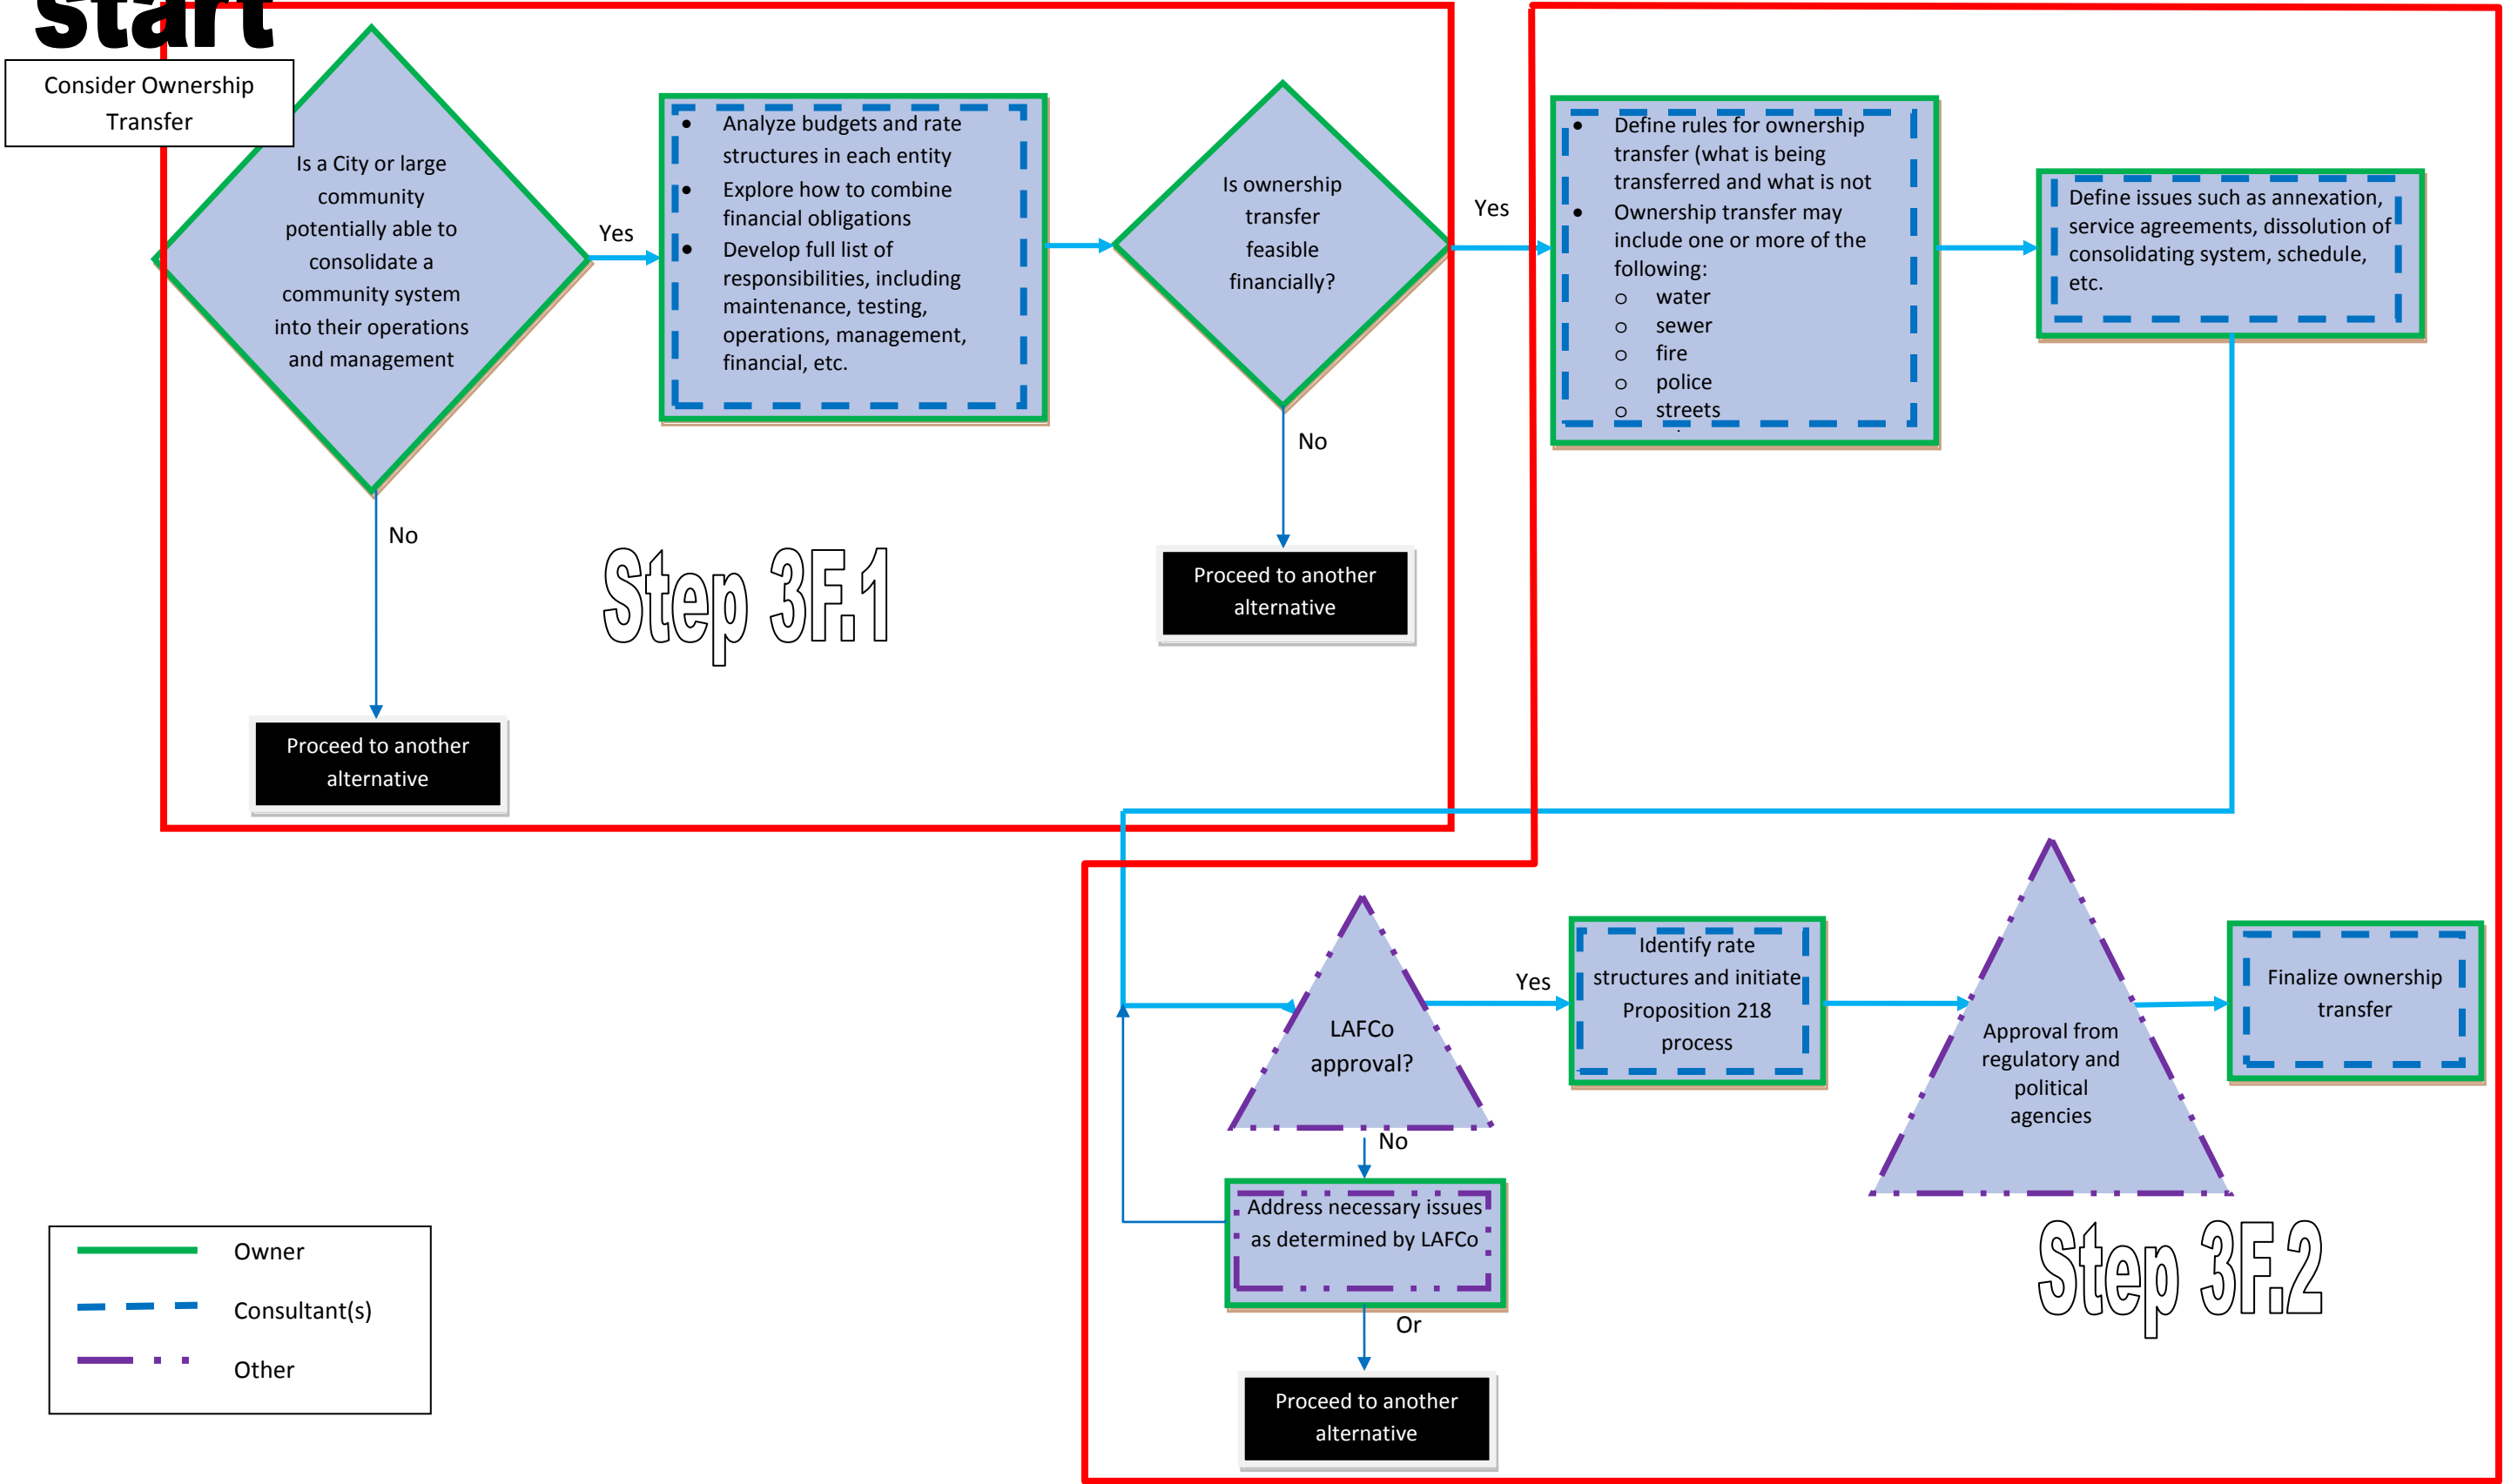 start
Consider Ownership
Transfer
Is a City or large
community
potentially able to
consolidate a
community system
into their operations
and management
Yes
No
Proceed to another
alternative
• Analyze budgets and rate
structures in each entity
• Explore how to combine
financial obligations
• Develop full list of
responsibilities, including
maintenance, testing,
operations, management,
financial, etc.
Is ownership
transfer
feasible
financially?
Yes
No
Proceed to another
alternative
Step 3F.1
• Define rules for ownership
transfer (what is being
transferred and what is not
• Ownership transfer may
include one or more of the
following:
o water
o sewer
o fire
o police
o streets
Define issues such as annexation,
service agreements, dissolution of
consolidating system, schedule,
etc.
LAFCo
approval?
Yes
No
Identify rate
structures and initiate
Proposition 218
process
Approval from
regulatory and
political
agencies
Finalize ownership
transfer
Address necessary issues
as determined by LAFCo
Or
Proceed to another
alternative
Step 3F.2
Owner
Consultant(s)
Other